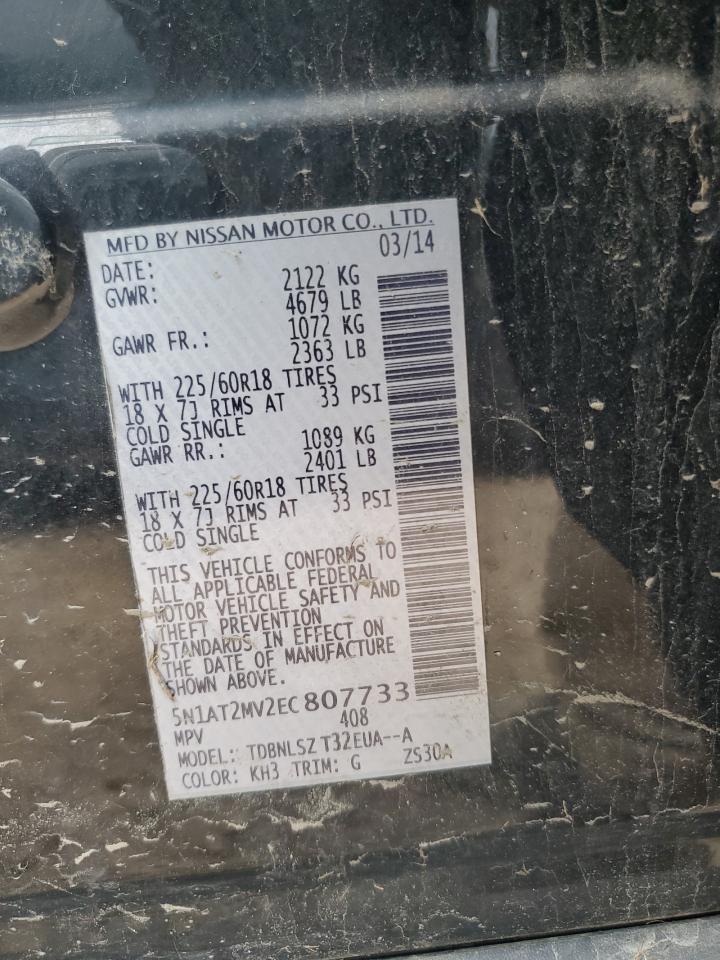 MFD BY NISSAN MOTOR CO., LTD.
DATE: 03/14
GVWR: 2122 KG
4679 LB
GAWR FR.: 1072 KG
2363 LB
WITH 225/60R18 TIRES
18 X 7J RIMS AT 33 PSI
COLD SINGLE
GAWR RR.: 1089 KG
2401 LB
WITH 225/60R18 TIRES
18 X 7J RIMS AT 33 PSI
COLD SINGLE
THIS VEHICLE CONFORMS TO
ALL APPLICABLE FEDERAL
MOTOR VEHICLE SAFETY AND
THEFT PREVENTION
STANDARDS IN EFFECT ON
THE DATE OF MANUFACTURE
SHOWN ABOVE.
5N1AT2MV2EC807733
MPV 408
MODEL: TDBNLSZ T32EUA--A
COLOR: KH3 TRIM: G ZS30A